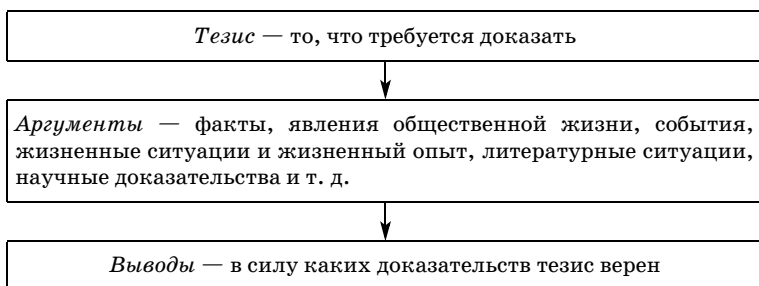 Тезис — то, что требуется доказать
Аргументы — факты, явления общественной жизни, события,
жизненные ситуации и жизненный опыт, литературные ситуации,
научные доказательства и т. д.
Выводы — в силу каких доказательств тезис верен